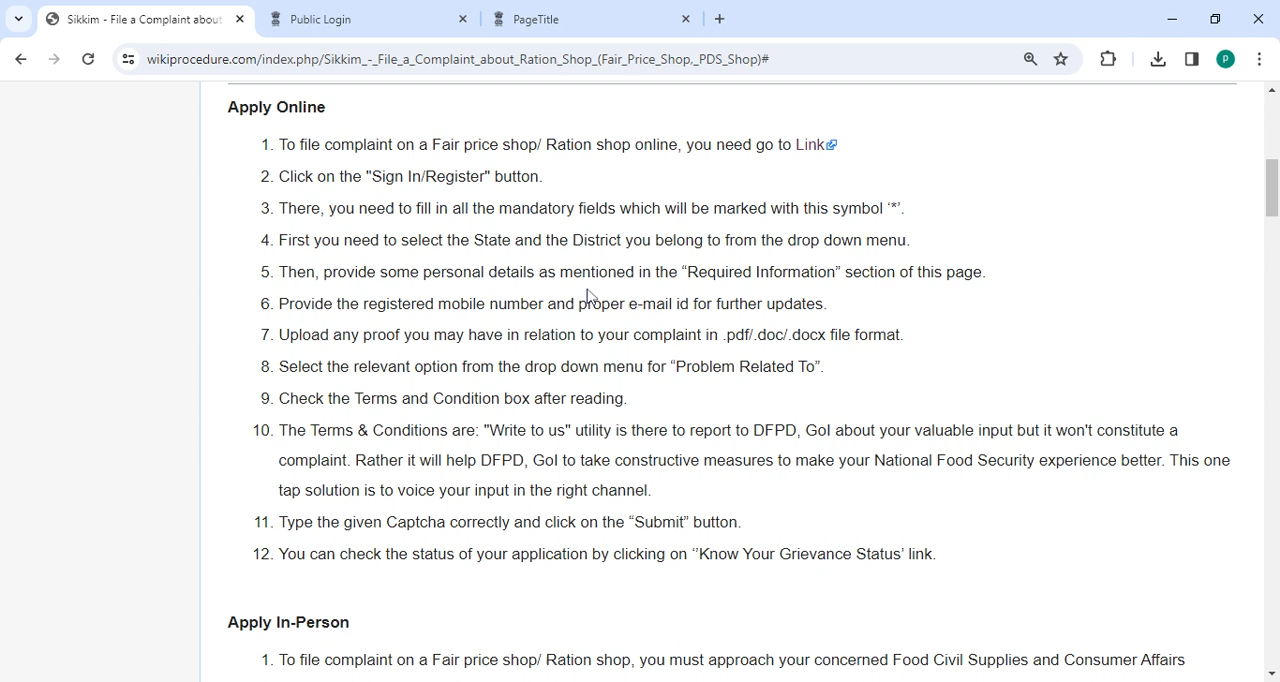 Sikkim - File a Complaint about
Public Login
PageTitle
wikiprocedure.com/index.php/Sikkim_-_File_a_Complaint_about_Ration_Shop_(Fair_Price_Shop,_PDS_Shop)#
P
Apply Online
1. To file complaint on a Fair price shop/ Ration shop online, you need go to Link
2. Click on the "Sign In/Register" button.
3. There, you need to fill in all the mandatory fields which will be marked with this symbol ‘*’.
4. First you need to select the State and the District you belong to from the drop down menu.
5. Then, provide some personal details as mentioned in the “Required Information” section of this page.
6. Provide the registered mobile number and proper e-mail id for further updates.
7. Upload any proof you may have in relation to your complaint in .pdf/.doc/.docx file format.
8. Select the relevant option from the drop down menu for “Problem Related To”.
9. Check the Terms and Condition box after reading.
10. The Terms & Conditions are: "Write to us" utility is there to report to DFPD, GoI about your valuable input but it won't constitute a
complaint. Rather it will help DFPD, GoI to take constructive measures to make your National Food Security experience better. This one
tap solution is to voice your input in the right channel.
11. Type the given Captcha correctly and click on the “Submit” button.
12. You can check the status of your application by clicking on ‘’Know Your Grievance Status’ link.
Apply In-Person
1. To file complaint on a Fair price shop/ Ration shop, you must approach your concerned Food Civil Supplies and Consumer Affairs